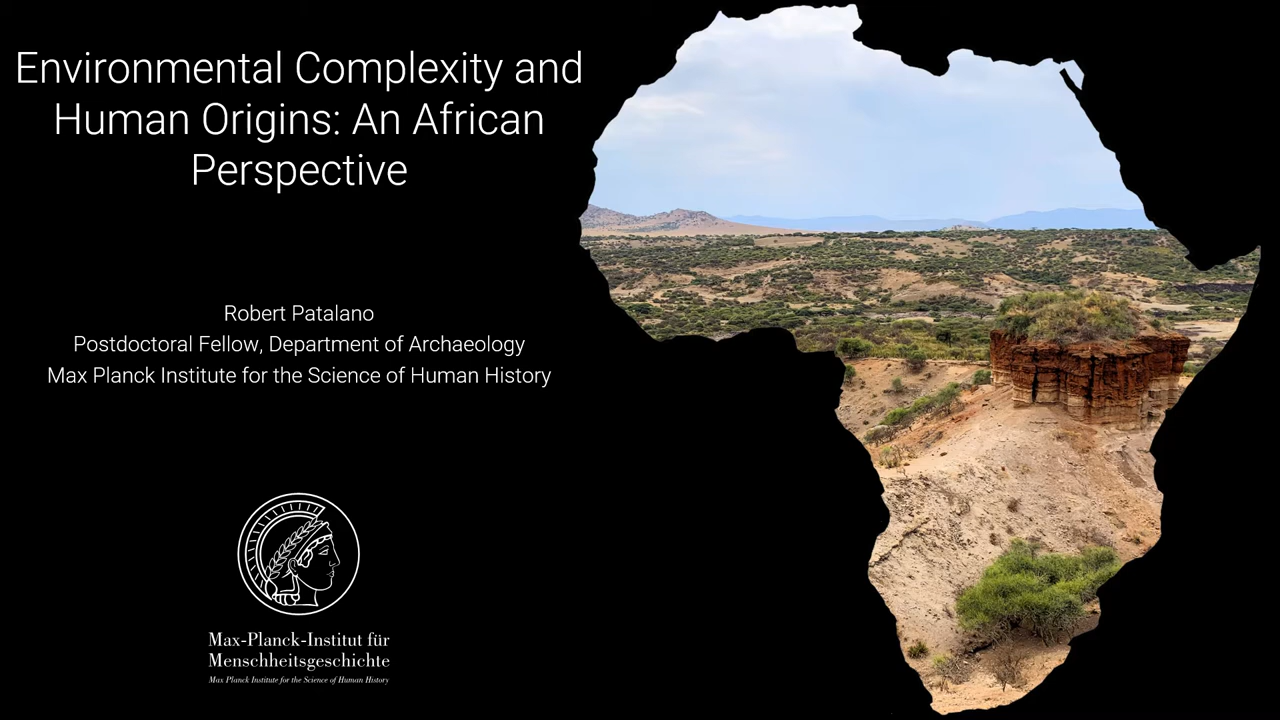 Environmental Complexity and
Human Origins: An African
Perspective
Robert Patalano
Postdoctoral Fellow, Department of Archaeology
Max Planck Institute for the Science of Human History
Max-Planck-Institut für
Menschheitsgeschichte
Max Planck Institute for the Science of Human History